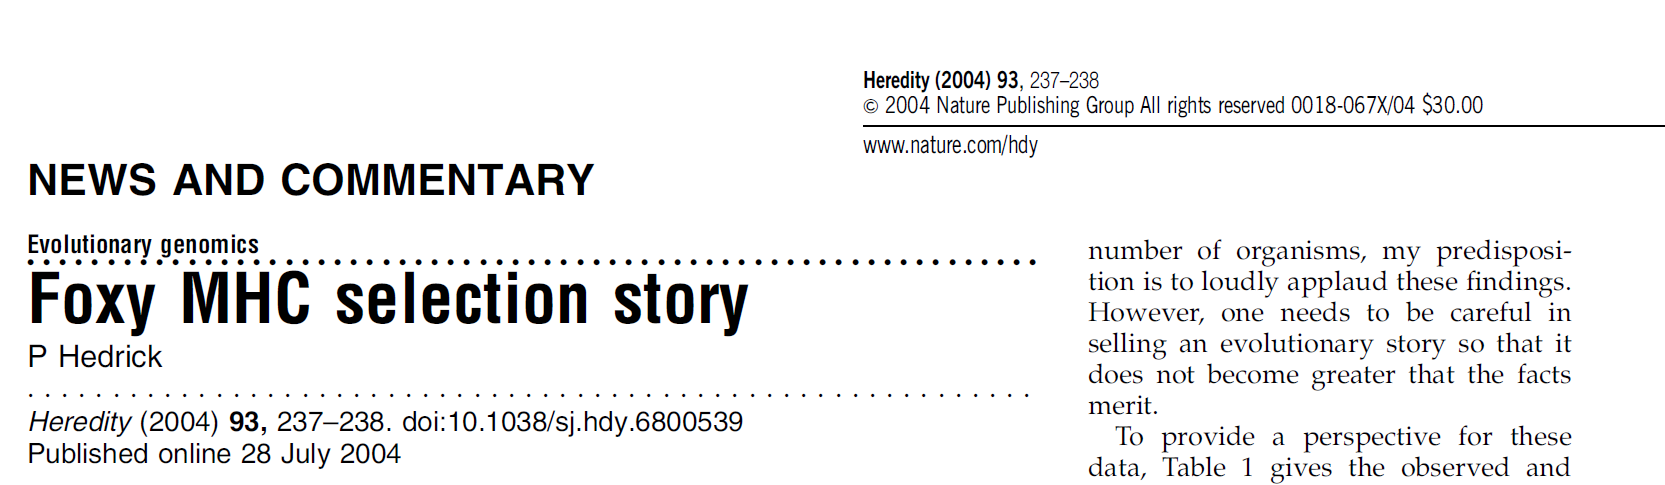 Heredity (2004) 93, 237–238
© 2004 Nature Publishing Group All rights reserved 0018-067X/04 $30.00
www.nature.com/hdy
NEWS AND COMMENTARY
Evolutionary genomics
Foxy MHC selection story
P Hedrick
Heredity (2004) 93, 237–238. doi:10.1038/sj.hdy.6800539
Published online 28 July 2004
number of organisms, my predisposi-
tion is to loudly applaud these findings.
However, one needs to be careful in
selling an evolutionary story so that it
does not become greater that the facts
merit.
To provide a perspective for these
data, Table 1 gives the observed and